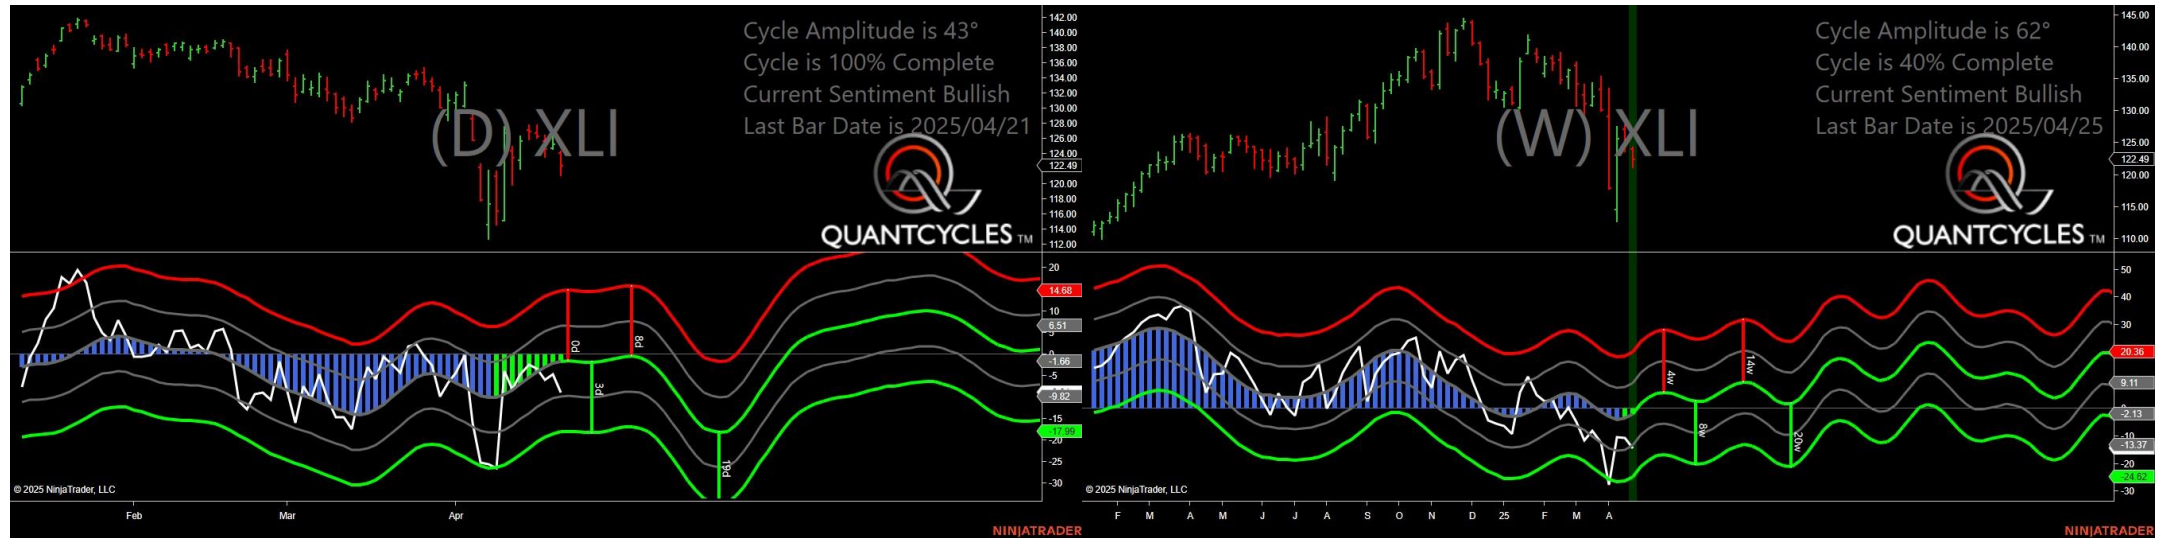 Cycle Amplitude is 43°
Cycle is 100% Complete
Current Sentiment Bullish
Last Bar Date is 2025/04/21
(D) XLI
QUANTCYCLES TM
142.00
140.00
138.00
136.00
134.00
132.00
130.00
128.00
126.00
124.00
122.49
120.00
118.00
116.00
114.00
112.00
20
14.68
10
6.51
-1.66
-5
-9.82
-15
-17.99
-20
-25
-30
0d
8d
3d
19d
© 2025 NinjaTrader, LLC
Feb Mar Apr
NINJATRADER
Cycle Amplitude is 62°
Cycle is 40% Complete
Current Sentiment Bullish
Last Bar Date is 2025/04/25
(W) XLI
QUANTCYCLES TM
145.00
140.00
135.00
130.00
125.00
122.49
120.00
115.00
110.00
50
40
30
20.36
9.11
-2.13
-10
-13.37
-20
-24.62
-30
4w
14w
8w
20w
© 2025 NinjaTrader, LLC
F M A M J J A S O N D 25 F M A
NINJATRADER